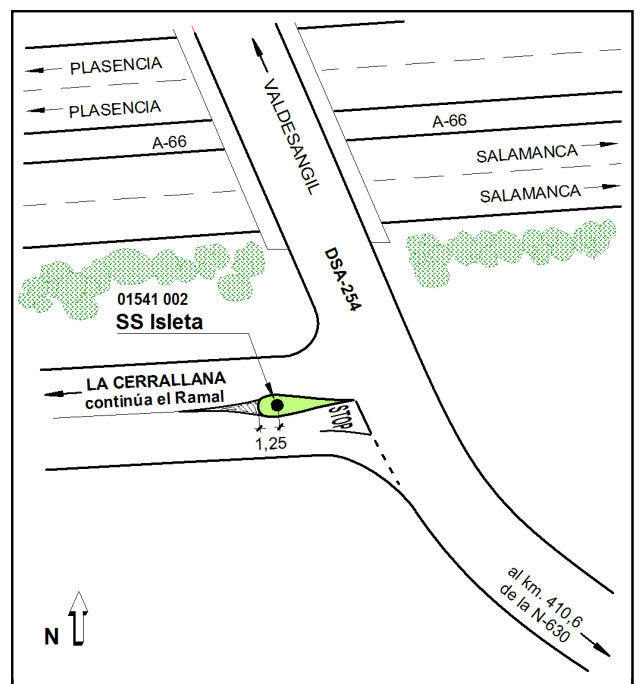 PLASENCIA
PLASENCIA
A-66
VALDESANGIL
A-66
SALAMANCA
SALAMANCA
DSA-254
01541 002
SS Isleta
LA CERRALLANA
continúa el Ramal
STOP
1,25
al km. 410,6
de la N-630
N